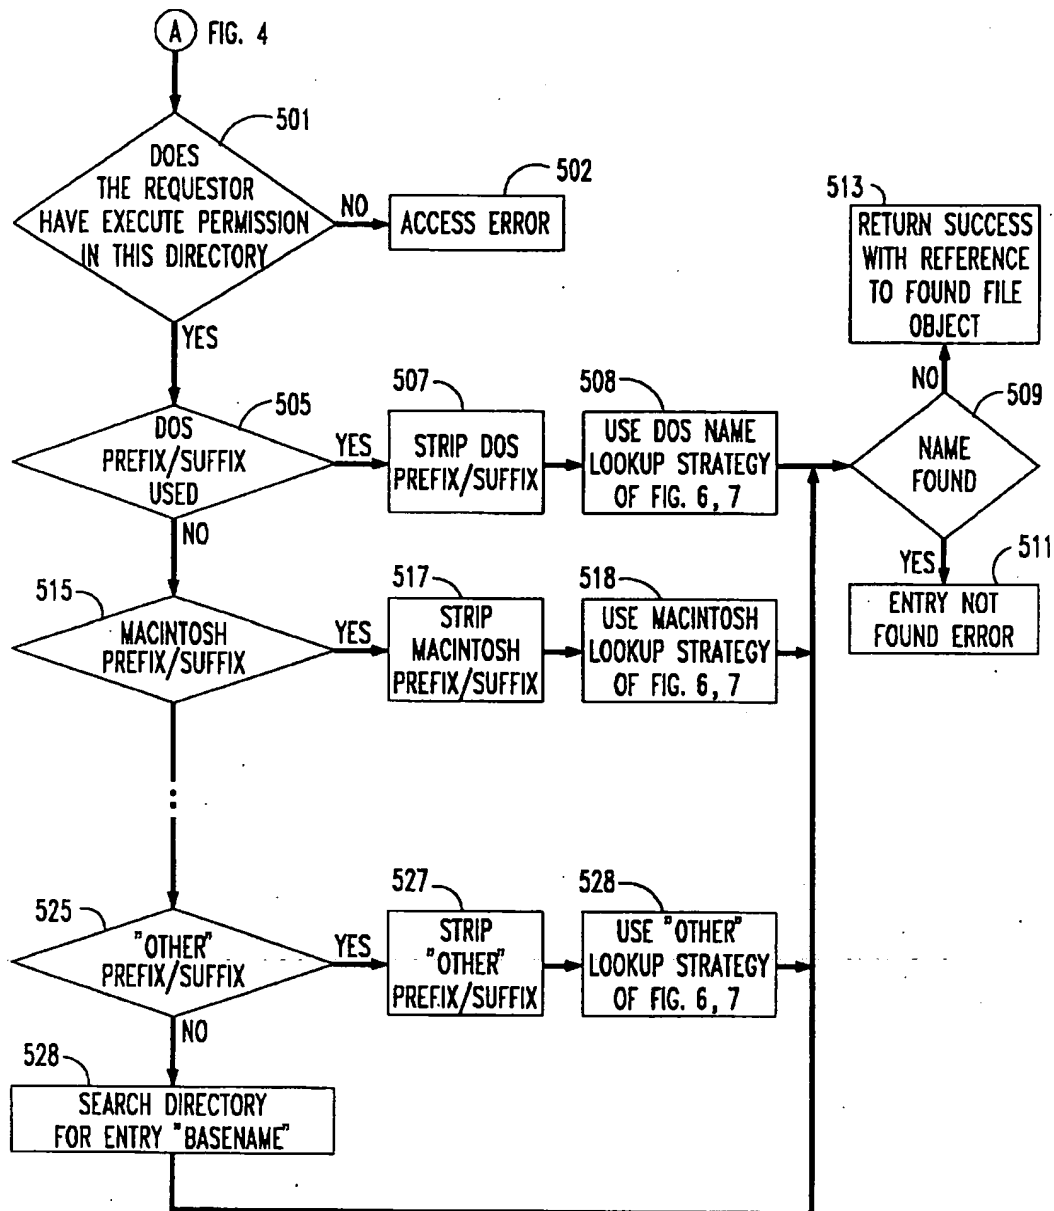 A FIG. 4
501
DOES
THE REQUESTOR
HAVE EXECUTE PERMISSION
IN THIS DIRECTORY
NO
502
ACCESS ERROR
YES
513
RETURN SUCCESS
WITH REFERENCE
TO FOUND FILE
OBJECT
505
DOS
PREFIX/SUFFIX
USED
YES
507
STRIP DOS
PREFIX/SUFFIX
508
USE DOS NAME
LOOKUP STRATEGY
OF FIG. 6, 7
NO
509
NAME
FOUND
YES
511
ENTRY NOT
FOUND ERROR
NO
515
MACINTOSH
PREFIX/SUFFIX
YES
517
STRIP
MACINTOSH
PREFIX/SUFFIX
518
USE MACINTOSH
LOOKUP STRATEGY
OF FIG. 6, 7
525
"OTHER"
PREFIX/SUFFIX
YES
527
STRIP
"OTHER"
PREFIX/SUFFIX
528
USE "OTHER"
LOOKUP STRATEGY
OF FIG. 6, 7
NO
528
SEARCH DIRECTORY
FOR ENTRY "BASENAME"